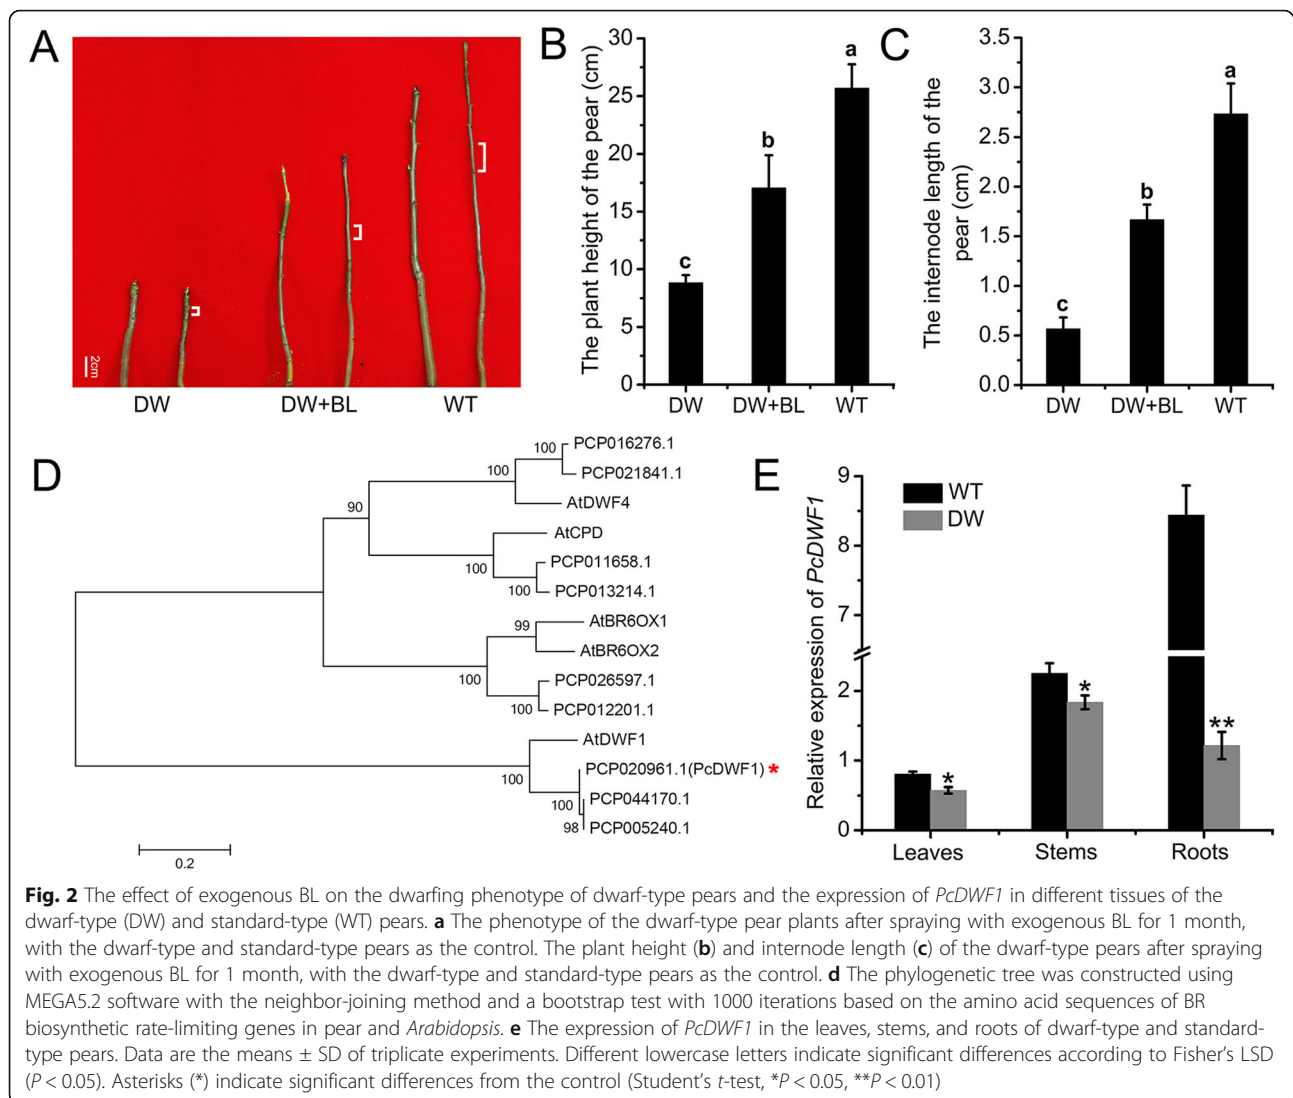 A
2cm
DW DW+BL WT
B
The plant height of the pear (cm)
30
25
20
15
10
5
0
a
b
c
DW DW+BL WT
C
The internode length of the
pear (cm)
3.5
3.0
2.5
2.0
1.5
1.0
0.5
0.0
a
b
c
DW DW+BL WT
D
PCP016276.1
PCP021841.1
AtDWF4
AtCPD
PCP011658.1
PCP013214.1
AtBR6OX1
AtBR6OX2
PCP026597.1
PCP012201.1
AtDWF1
PCP020961.1(PcDWF1) *
PCP044170.1
PCP005240.1
100
100
90
100
100
99
100
100
100
100
98
0.2
E
Relative expression of PcDWF1
9
8
7
2
1
0
WT
DW
*
*
**
Leaves Stems Roots
Fig. 2 The effect of exogenous BL on the dwarfing phenotype of dwarf-type pears and the expression of PcDWF1 in different tissues of the
dwarf-type (DW) and standard-type (WT) pears. a The phenotype of the dwarf-type pear plants after spraying with exogenous BL for 1 month,
with the dwarf-type and standard-type pears as the control. The plant height (b) and internode length (c) of the dwarf-type pears after spraying
with exogenous BL for 1 month, with the dwarf-type and standard-type pears as the control. d The phylogenetic tree was constructed using
MEGA5.2 software with the neighbor-joining method and a bootstrap test with 1000 iterations based on the amino acid sequences of BR
biosynthetic rate-limiting genes in pear and Arabidopsis. e The expression of PcDWF1 in the leaves, stems, and roots of dwarf-type and standard-
type pears. Data are the means ± SD of triplicate experiments. Different lowercase letters indicate significant differences according to Fisher's LSD
(P < 0.05). Asterisks (*) indicate significant differences from the control (Student's t-test, *P < 0.05, **P < 0.01)